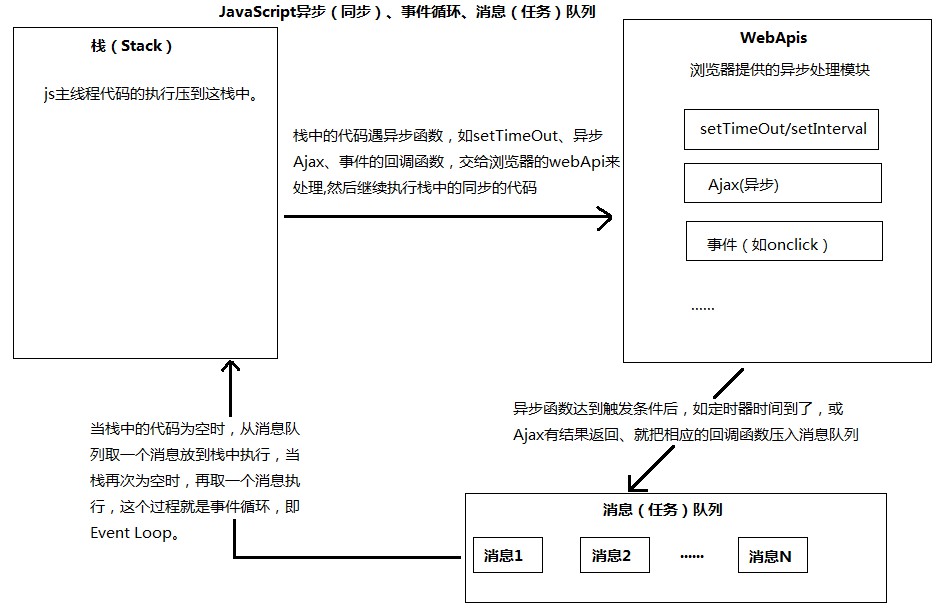 JavaScript异步（同步）、事件循环、消息（任务）队列
栈（Stack）
js主线程代码的执行压到这栈中。
栈中的代码遇异步函数，如setTimeOut、异步
Ajax、事件的回调函数，交给浏览器的webApi来
处理,然后继续执行栈中的同步的代码
WebApis
浏览器提供的异步处理模块
setTimeOut/setInterval
Ajax(异步)
事件（如onclick）
......
异步函数达到触发条件后，如定时器时间到了，或
Ajax有结果返回、就把相应的回调函数压入消息队列
当栈中的代码为空时，从消息队
列取一个消息放到栈中执行，当
栈再次为空时，再取一个消息执
行，这个过程就是事件循环，即
Event Loop。
消息（任务）队列
消息1
消息2
......
消息N